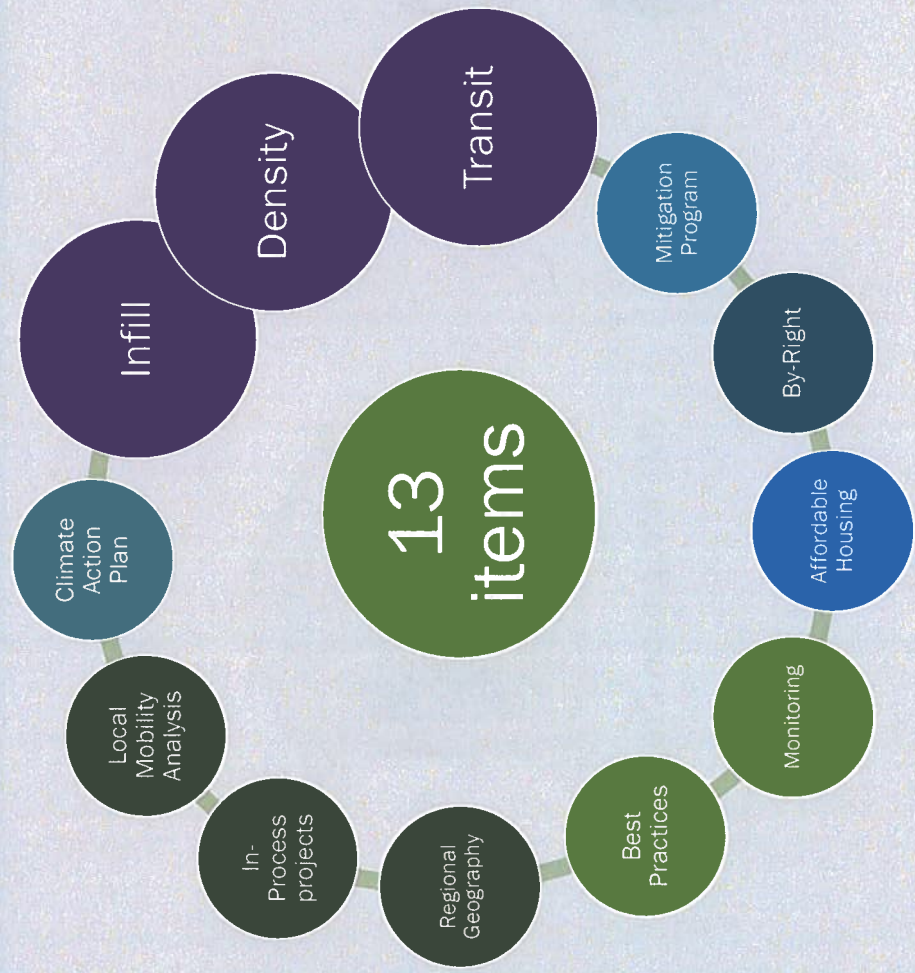 13
items
Infill
Density
Transit
Mitigation
Program
By-Right
Affordable
Housing
Monitoring
Best
Practices
Regional
Geography
In-
Process
projects
Local
Mobility
Analysis
Climate
Action
Plan